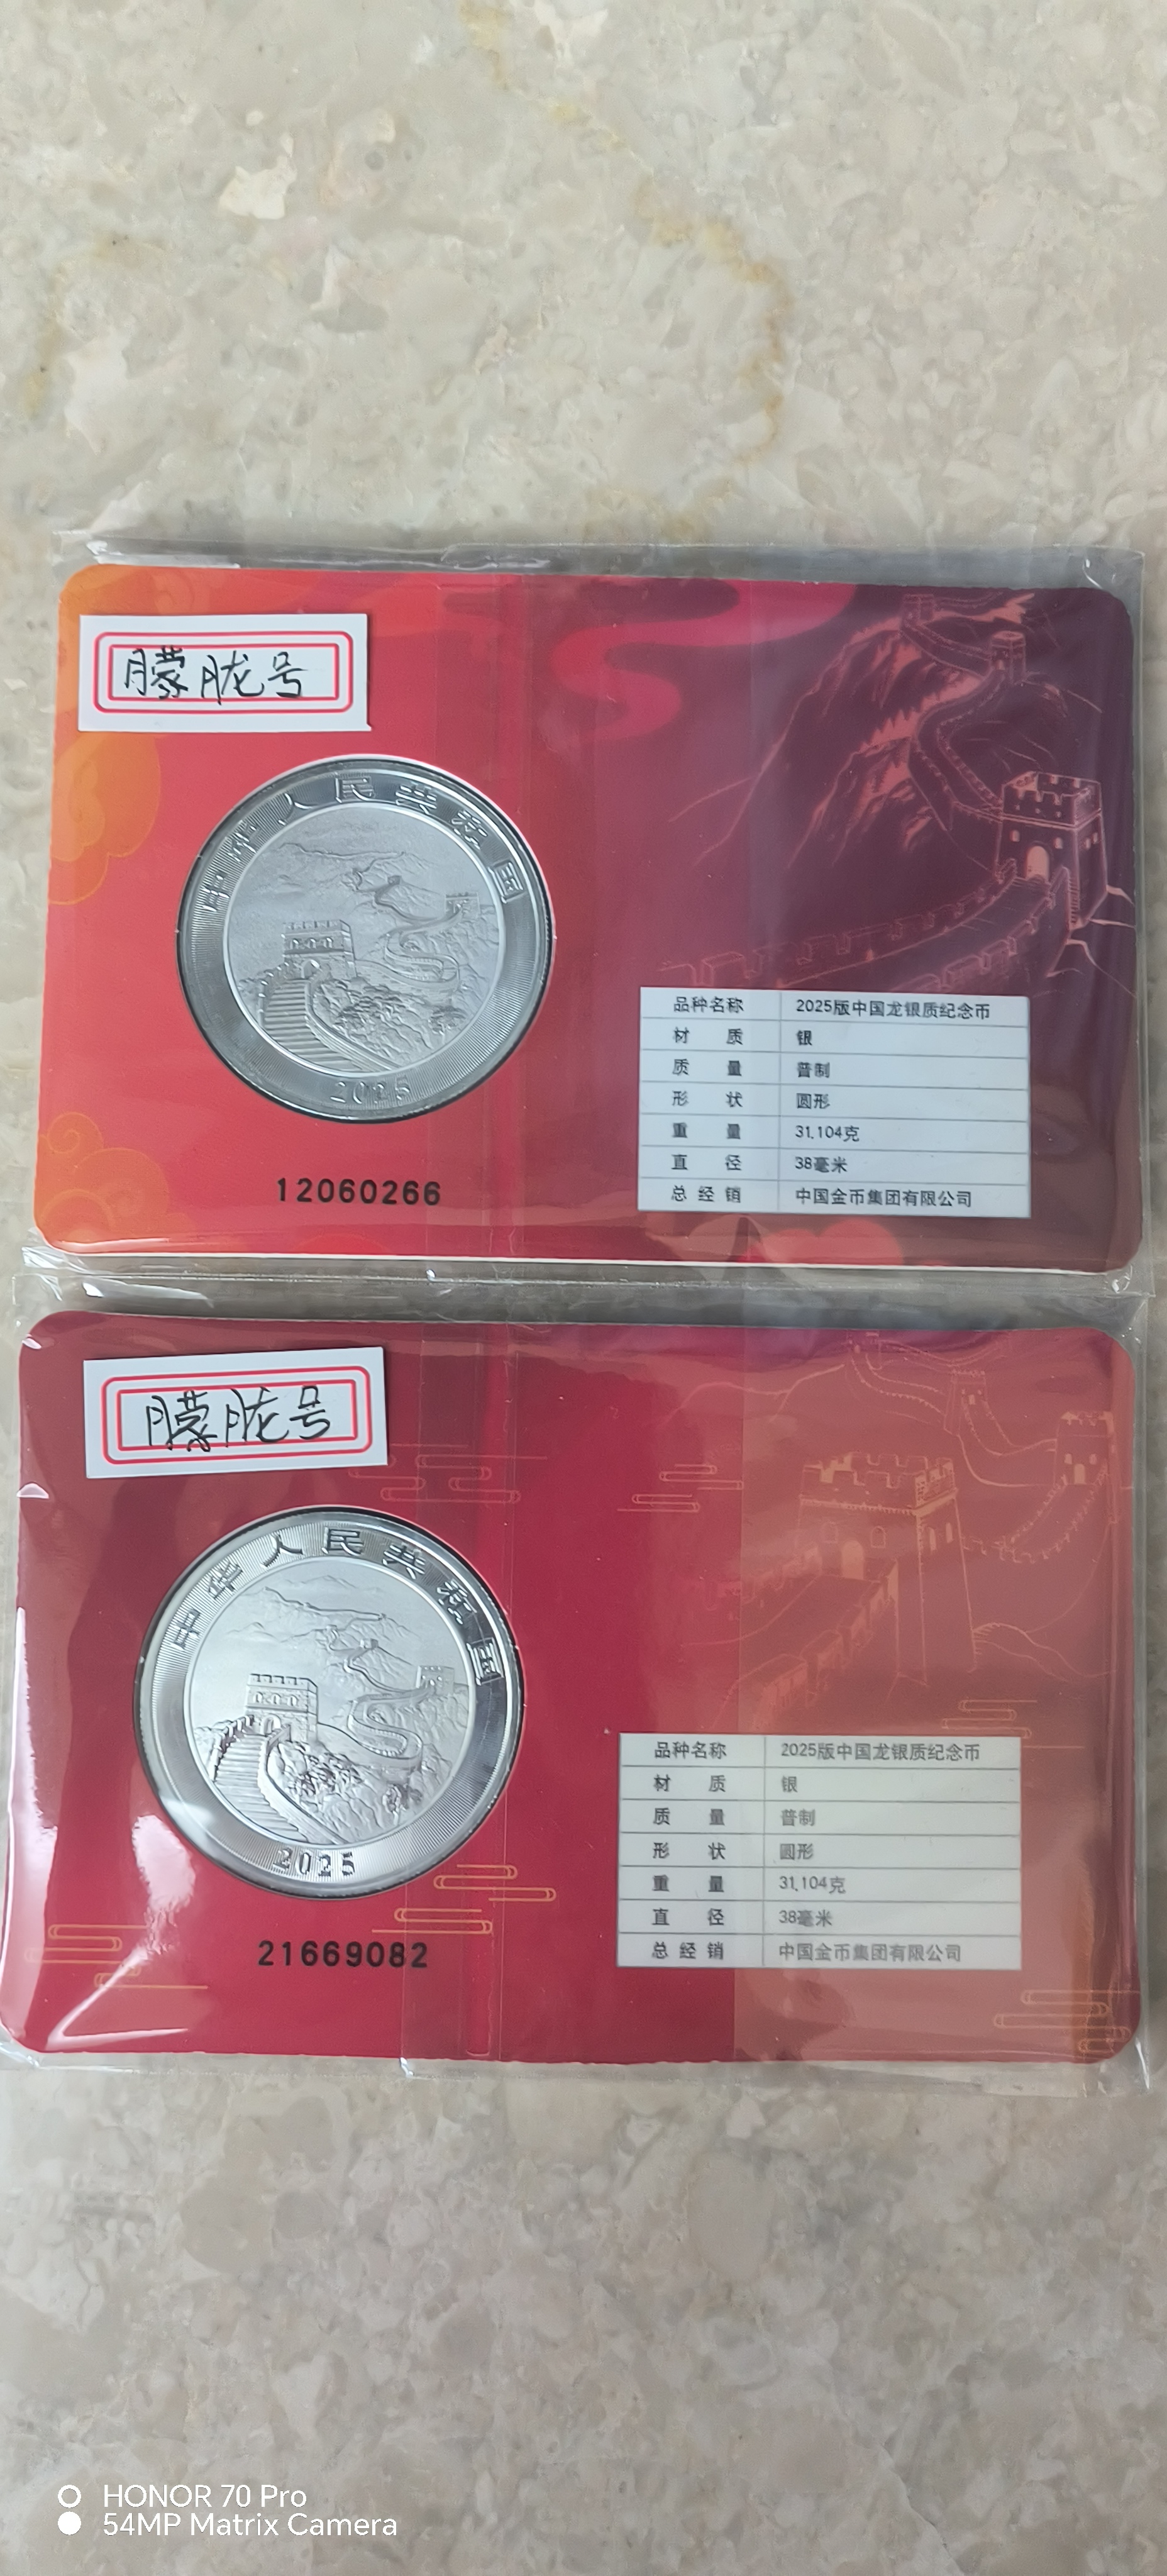 朦胧号
中华人民共和国
2025
12060266
品种名称 2025版中国龙银质纪念币
材 质 银
质 量 普制
形 状 圆形
重 量 31.104克
直 径 38毫米
总经销 中国金币集团有限公司
朦胧号
中华人民共和国
2025
21669082
品种名称 2025版中国龙银质纪念币
材 质 银
质 量 普制
形 状 圆形
重 量 31.104克
直 径 38毫米
总经销 中国金币集团有限公司
HONOR 70 Pro
54MP Matrix Camera